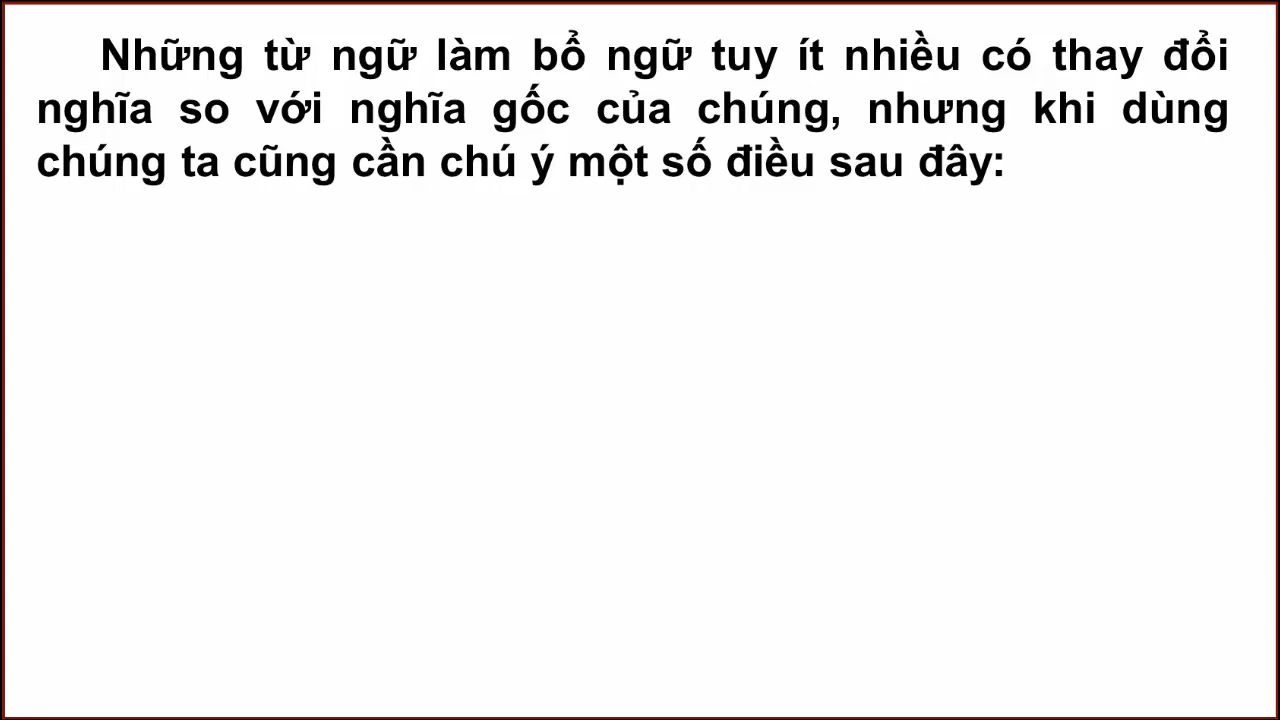 Những từ ngữ làm bổ ngữ tuy ít nhiều có thay đổi
nghĩa so với nghĩa gốc của chúng, nhưng khi dùng
chúng ta cũng cần chú ý một số điều sau đây: